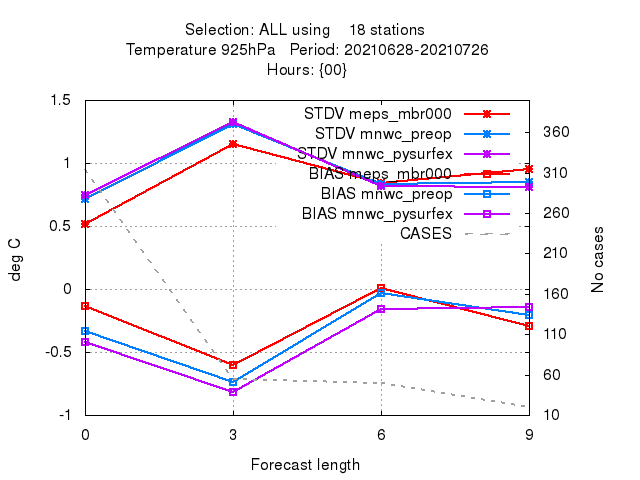 Selection: ALL using 18 stations
Temperature 925hPa Period: 20210628-20210726
Hours: {00}
1.5
1
0.5
0
-0.5
-1
deg C
STDV meps_mbr000
STDV mnwc_preop
STDV mnwc_pysurfex
BIAS meps_mbr000
BIAS mnwc_preop
BIAS mnwc_pysurfex
CASES
360
310
260
210
160
110
60
10
No cases
0 3 6 9
Forecast length